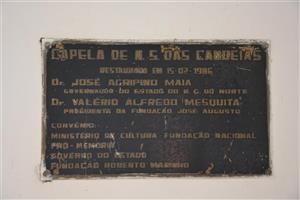 CAPELA DE N. S. DAS CANDEIAS
RESTAURADO EM 15-02-1986
Dr. JOSÉ AGRIPINO MAIA
GOVERNADOR DO ESTADO DO R. G. DO NORTE
Dr. VALÉRIO ALFREDO MESQUITA
PRESIDENTE DA FUNDAÇÃO JOSÉ AUGUSTO
CONVÊNIO:
MINISTÉRIO DA CULTURA-FUNDAÇÃO NACIONAL
PRÓ-MEMÓRIA
GOVERNO DO ESTADO
FUNDAÇÃO ROBERTO MARINHO